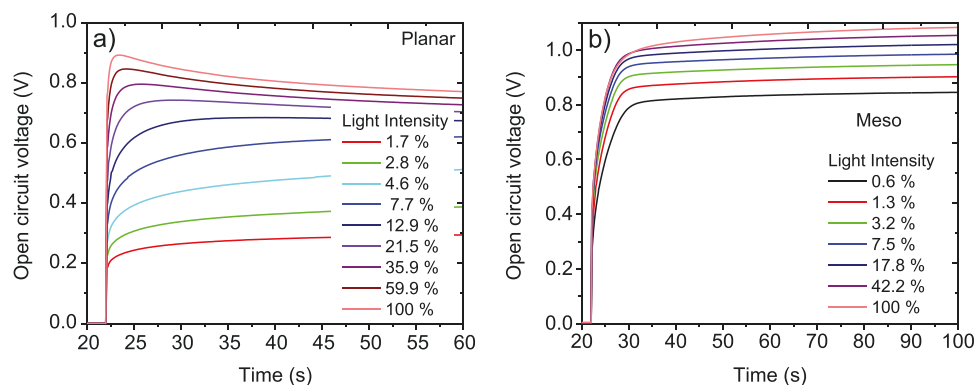 a)
Planar
Open circuit voltage (V)
1.0
0.8
0.6
0.4
0.2
0.0
Light Intensity
1.7 %
2.8 %
4.6 %
7.7 %
12.9 %
21.5 %
35.9 %
59.9 %
100 %
20 25 30 35 40 45 50 55 60
Time (s)
b)
Meso
Open circuit voltage (V)
1.0
0.8
0.6
0.4
0.2
0.0
Light Intensity
0.6 %
1.3 %
3.2 %
7.5 %
17.8 %
42.2 %
100 %
20 30 40 50 60 70 80 90 100
Time (s)